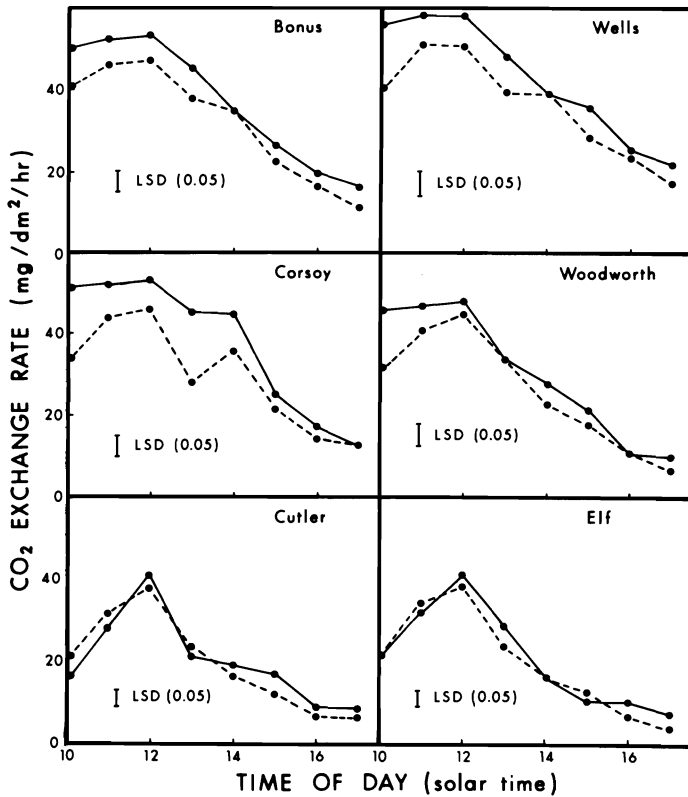 Bonus
Wells
40
20
0
LSD (0.05)
LSD (0.05)
Corsoy
Woodworth
40
20
0
LSD (0.05)
LSD (0.05)
Cutler
Elf
40
20
0
LSD (0.05)
LSD (0.05)
10 12 14 16 10 12 14 16
TIME OF DAY (solar time)
CO₂ EXCHANGE RATE (mg/dm²/hr)